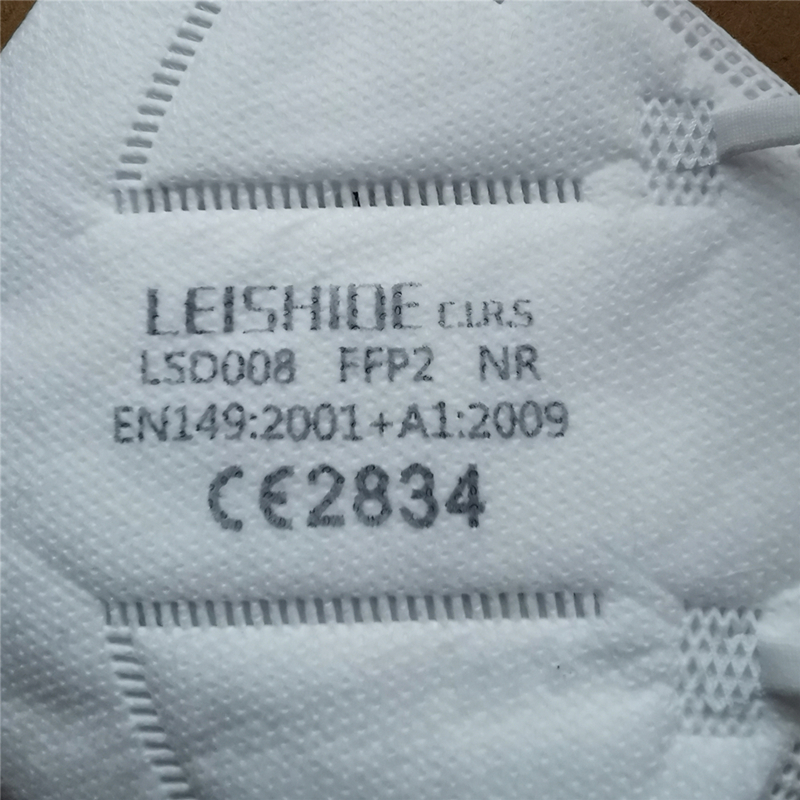 LEISHIDE C.I.R.S
LSD008 FFP2 NR
EN149:2001+A1:2009
CE2834